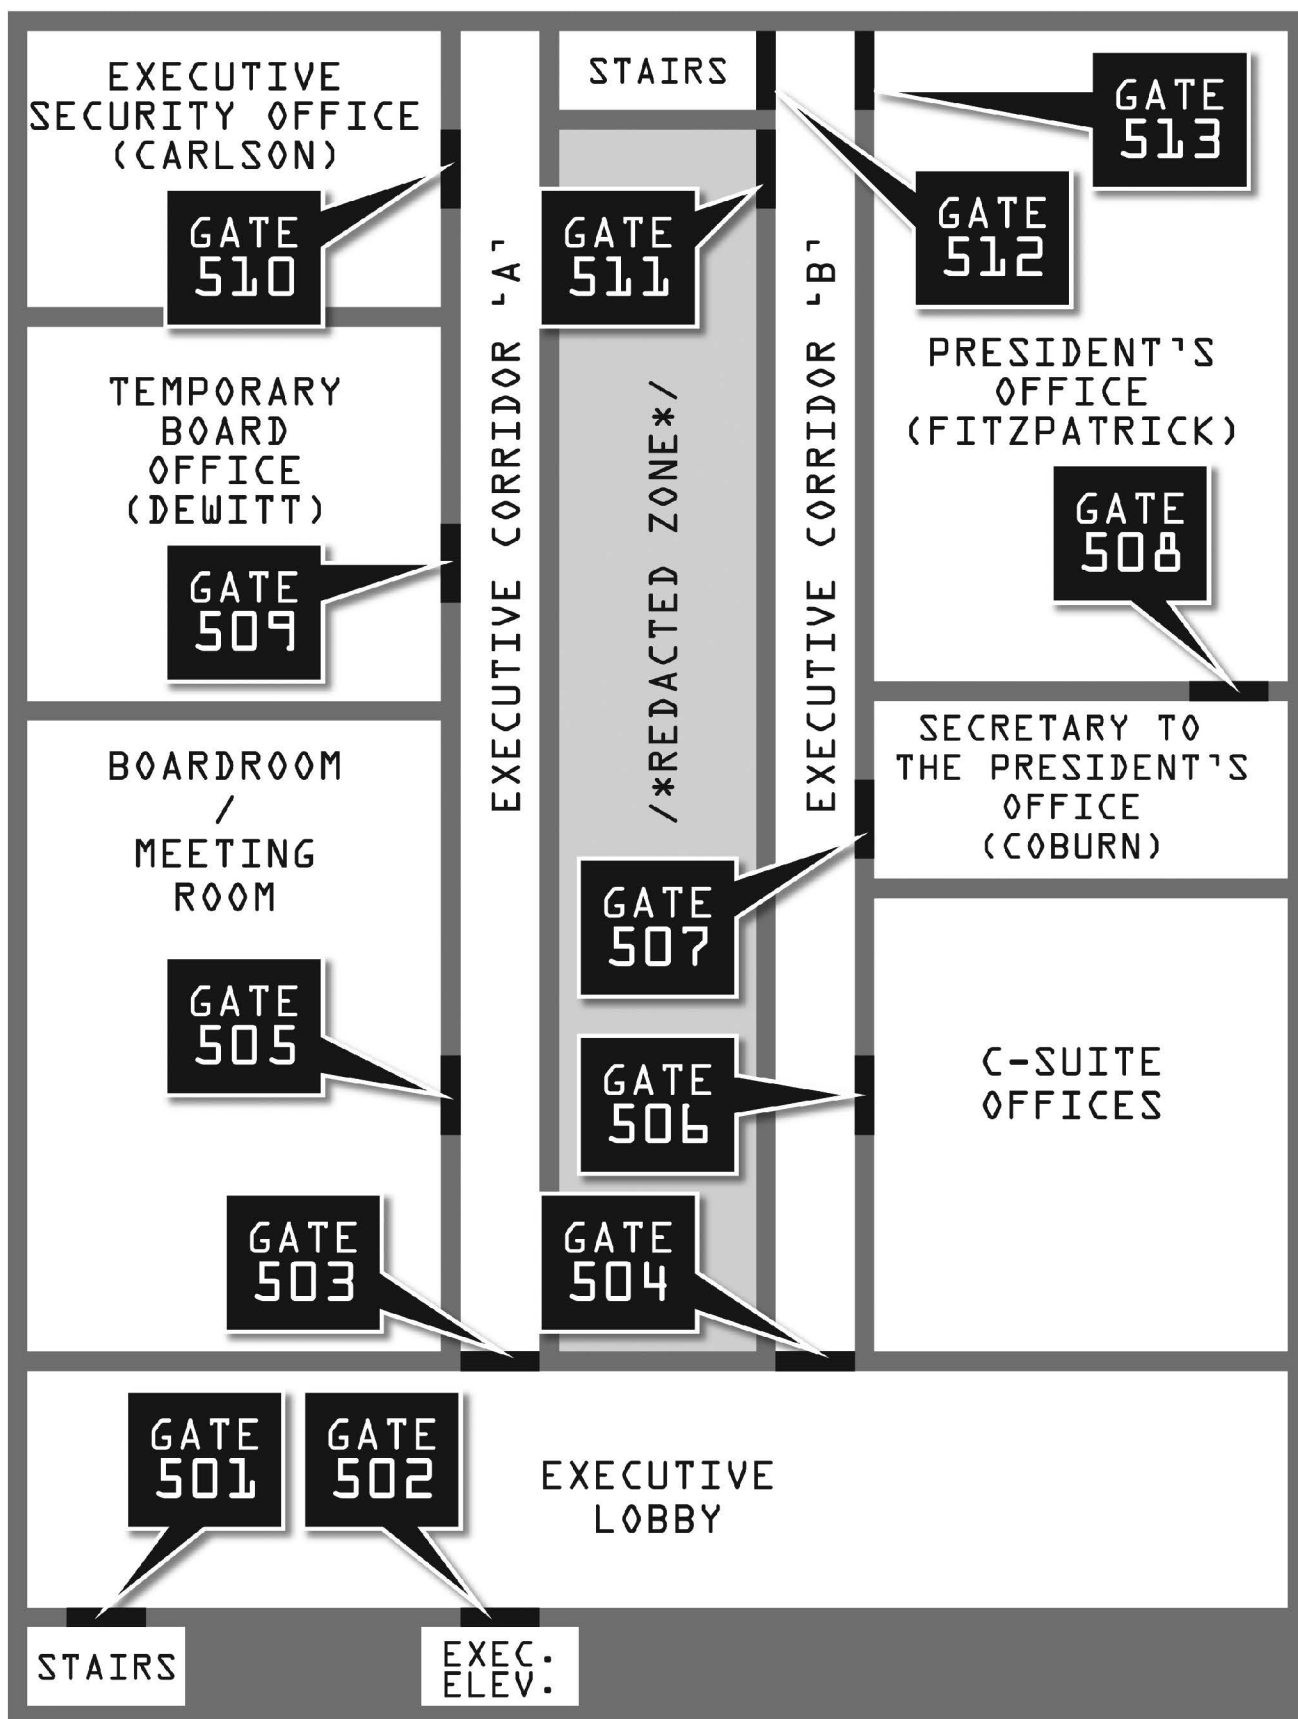 EXECUTIVE
SECURITY OFFICE
(CARLSON)
GATE
510
STAIRS
GATE
513
GATE
512
GATE
511
EXECUTIVE CORRIDOR 'A'
/*REDACTED ZONE*/
EXECUTIVE CORRIDOR 'B'
PRESIDENT'S
OFFICE
(FITZPATRICK)
GATE
508
TEMPORARY
BOARD
OFFICE
(DEWITT)
GATE
509
BOARDROOM
/
MEETING
ROOM
SECRETARY TO
THE PRESIDENT'S
OFFICE
(COBURN)
GATE
507
GATE
505
GATE
506
C-SUITE
OFFICES
GATE
503
GATE
504
GATE
501
GATE
502
EXECUTIVE
LOBBY
STAIRS
EXEC.
ELEV.